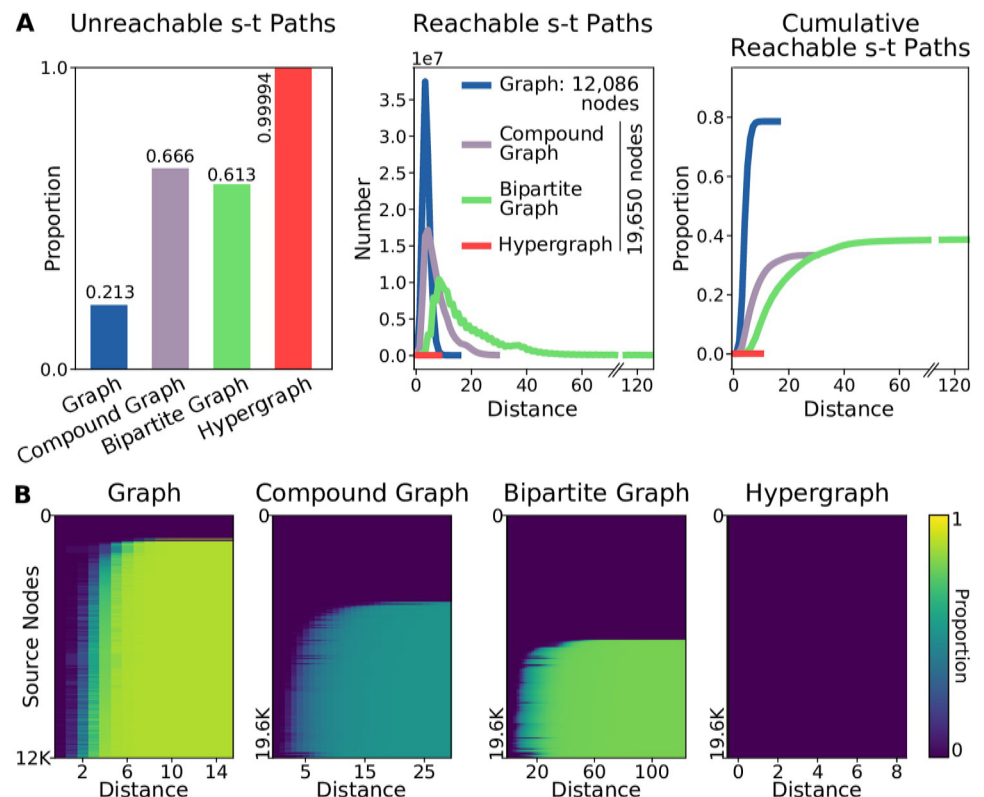 A
Unreachable s-t Paths
Proportion
1.0
0.0
0.213
0.666
0.613
0.99994
Graph
Compound Graph
Bipartite Graph
Hypergraph
Reachable s-t Paths
1e7
Number
3.5
3.0
2.5
2.0
1.5
1.0
0.5
0.0
Graph: 12,086
nodes
Compound
Graph
Bipartite
Graph
Hypergraph
19,650 nodes
0 20 40 60 120
Distance
Cumulative
Reachable s-t Paths
Proportion
0.8
0.6
0.4
0.2
0.0
0 20 40 60 120
Distance
B
Graph
Source Nodes
0
12K
2 6 10 14
Distance
Compound Graph
0
19.6K
5 15 25
Distance
Bipartite Graph
0
19.6K
20 60 100
Distance
Hypergraph
0
19.6K
0 2 4 6 8
Distance
1
Proportion
0